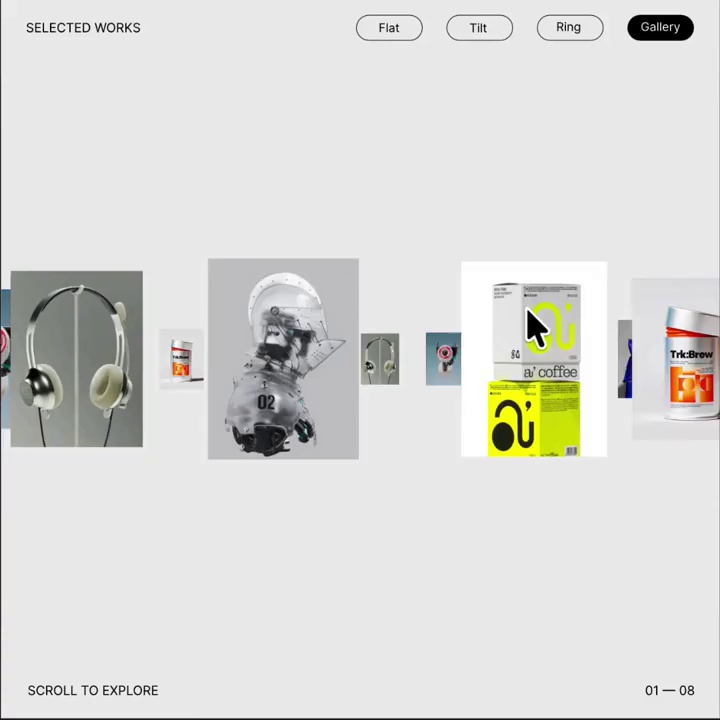 SELECTED WORKS
Flat
Tilt
Ring
Gallery
02
a' coffee
Trk:Brew
SCROLL TO EXPLORE
01 — 08